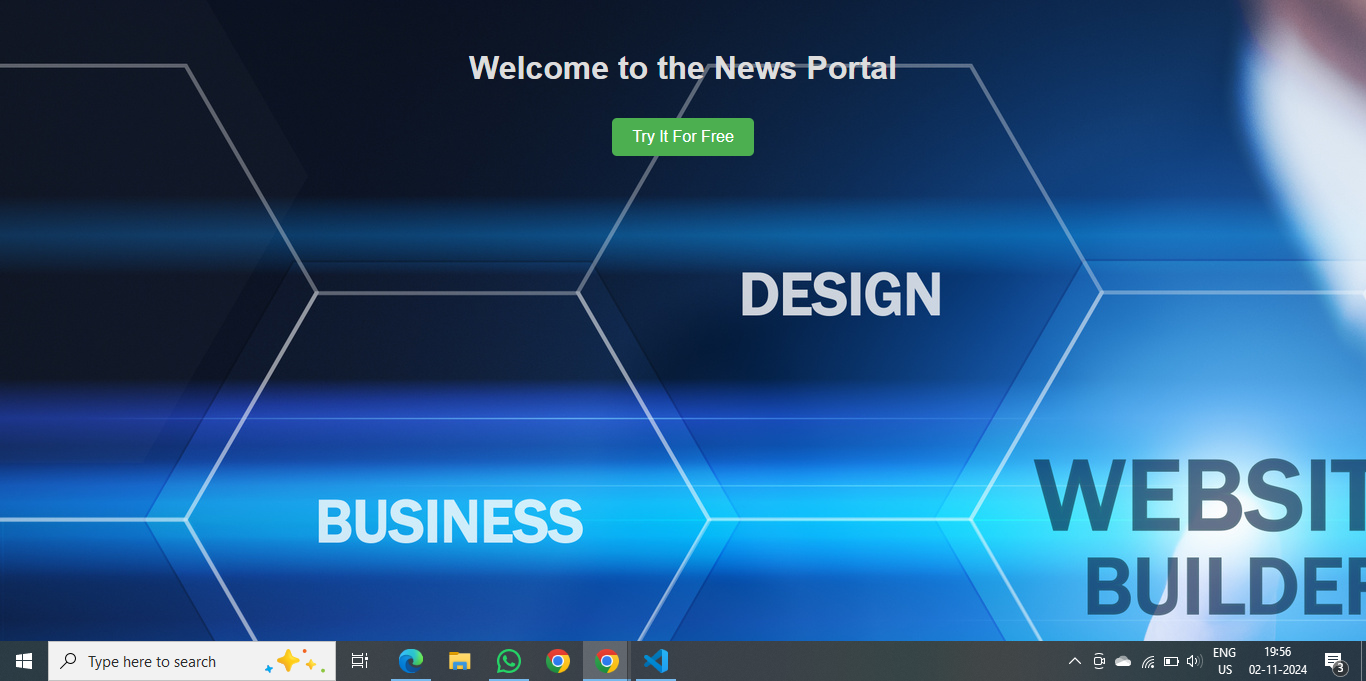 Welcome to the News Portal
Try It For Free
DESIGN
BUSINESS
WEBSIT
BUILDER
Type here to search
ENG
US
19:56
02-11-2024
3